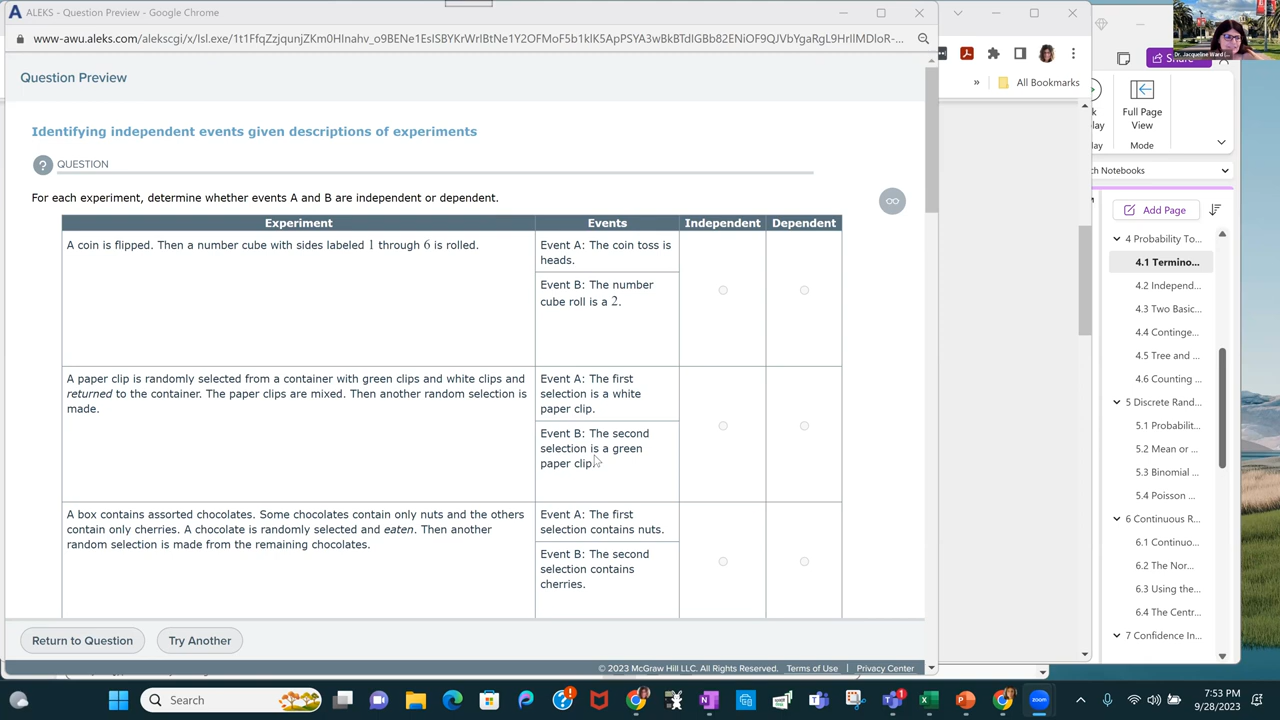 ALEKS - Question Preview - Google Chrome
Question Preview
All Bookmarks
Share
Dr. Jacqueline Ward
Full Page
View
Mode
Identifying independent events given descriptions of experiments
QUESTION
For each experiment, determine whether events A and B are independent or dependent.
Experiment
Events
Independent
Dependent
A coin is flipped. Then a number cube with sides labeled 1 through 6 is rolled.
Event A: The coin toss is
heads.
Event B: The number
cube roll is a 2.
A paper clip is randomly selected from a container with green clips and white clips and
returned to the container. The paper clips are mixed. Then another random selection is
made.
Event A: The first
selection is a white
paper clip.
Event B: The second
selection is a green
paper clip.
A box contains assorted chocolates. Some chocolates contain only nuts and the others
contain only cherries. A chocolate is randomly selected and eaten. Then another
random selection is made from the remaining chocolates.
Event A: The first
selection contains nuts.
Event B: The second
selection contains
cherries.
Return to Question
Try Another
© 2023 McGraw Hill LLC. All Rights Reserved.
Terms of Use
Privacy Center
ch Notebooks
Add Page
4 Probability To...
4.1 Termino...
4.2 Independ...
4.3 Two Basic...
4.4 Continge...
4.5 Tree and ...
4.6 Counting ...
5 Discrete Rand...
5.1 Probabilit...
5.2 Mean or ...
5.3 Binomial ...
5.4 Poisson ...
6 Continuous R...
6.1 Continuo...
6.2 The Nor...
6.3 Using the...
6.4 The Centr...
7 Confidence In...
Search
7:53 PM
9/28/2023